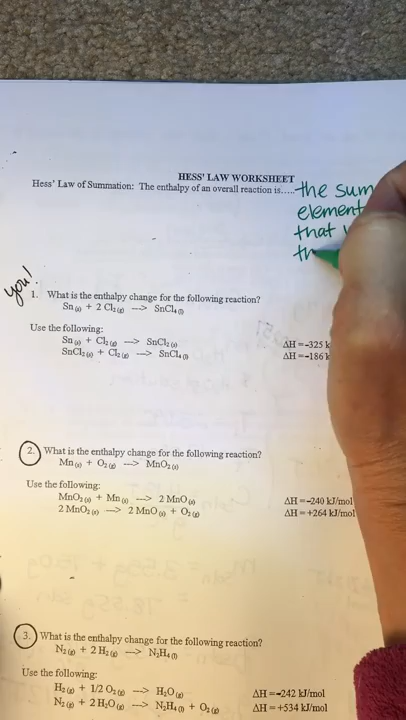 HESS' LAW WORKSHEET
Hess' Law of Summation: The enthalpy of an overall reaction is.....the sum
element
that
th
you!
1. What is the enthalpy change for the following reaction?
Sn (s) + 2 Cl₂ (g) ---> SnCl₄ (l)
Use the following:
Sn (s) + Cl₂ (g) ---> SnCl₂ (s) ΔH = -325 k
SnCl₂ (s) + Cl₂ (g) ---> SnCl₄ (l) ΔH = -186 k
2. What is the enthalpy change for the following reaction?
Mn (s) + O₂ (g) ---> MnO₂ (s)
Use the following:
MnO₂ (s) + Mn (s) ---> 2 MnO (s) ΔH = -240 kJ/mol
2 MnO₂ (s) ---> 2 MnO (s) + O₂ (g) ΔH = +264 kJ/mol
3. What is the enthalpy change for the following reaction?
N₂ (g) + 2 H₂ (g) ---> N₂H₄ (l)
Use the following:
H₂ (g) + 1/2 O₂ (g) ---> H₂O (g) ΔH = -242 kJ/mol
N₂ (g) + 2 H₂O (g) ---> N₂H₄ (l) + O₂ (g) ΔH = +534 kJ/mol